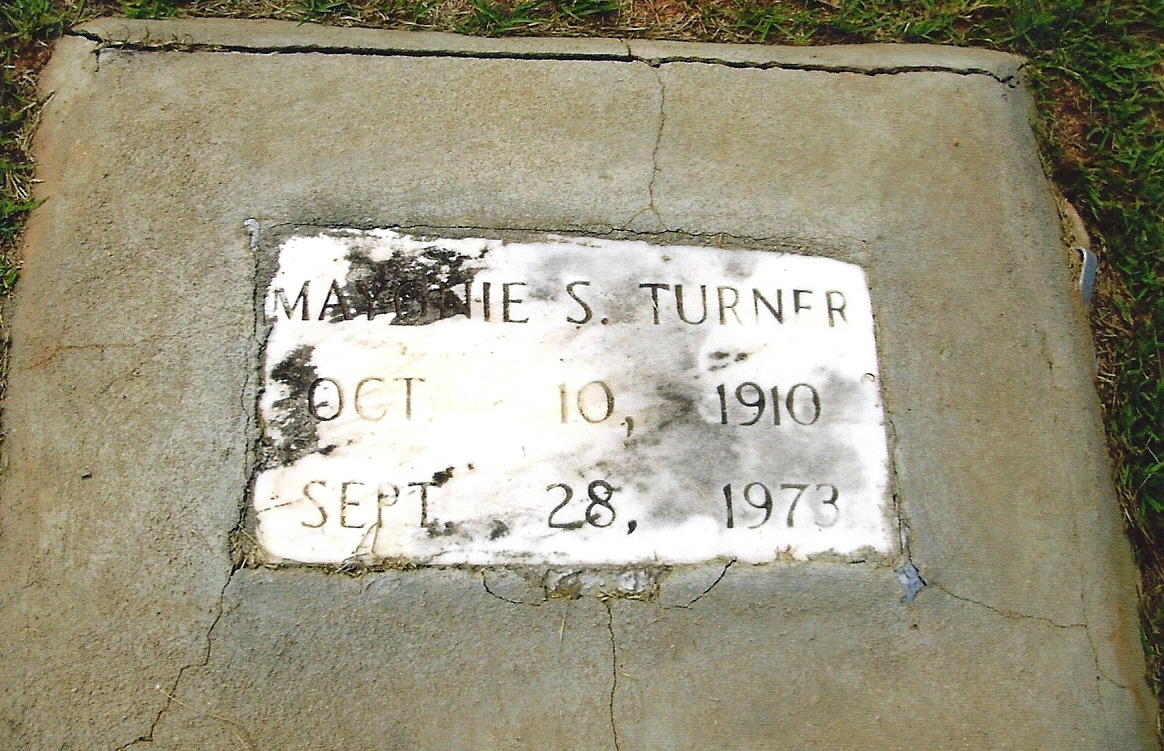 MAYONIE S. TURNER
OCT. 10, 1910
SEPT. 28, 1973